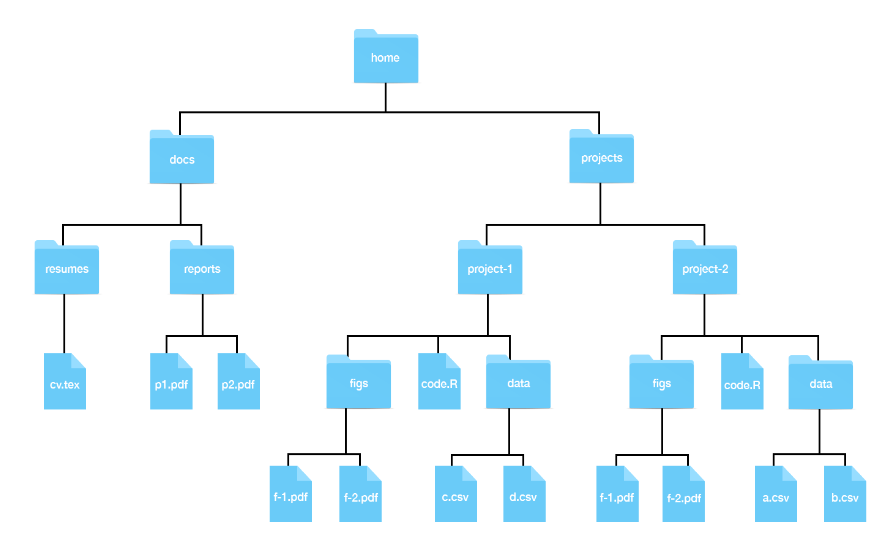 home
docs
projects
resumes
reports
project-1
project-2
cv.tex
p1.pdf
p2.pdf
figs
code.R
data
figs
code.R
data
f-1.pdf
f-2.pdf
c.csv
d.csv
f-1.pdf
f-2.pdf
a.csv
b.csv